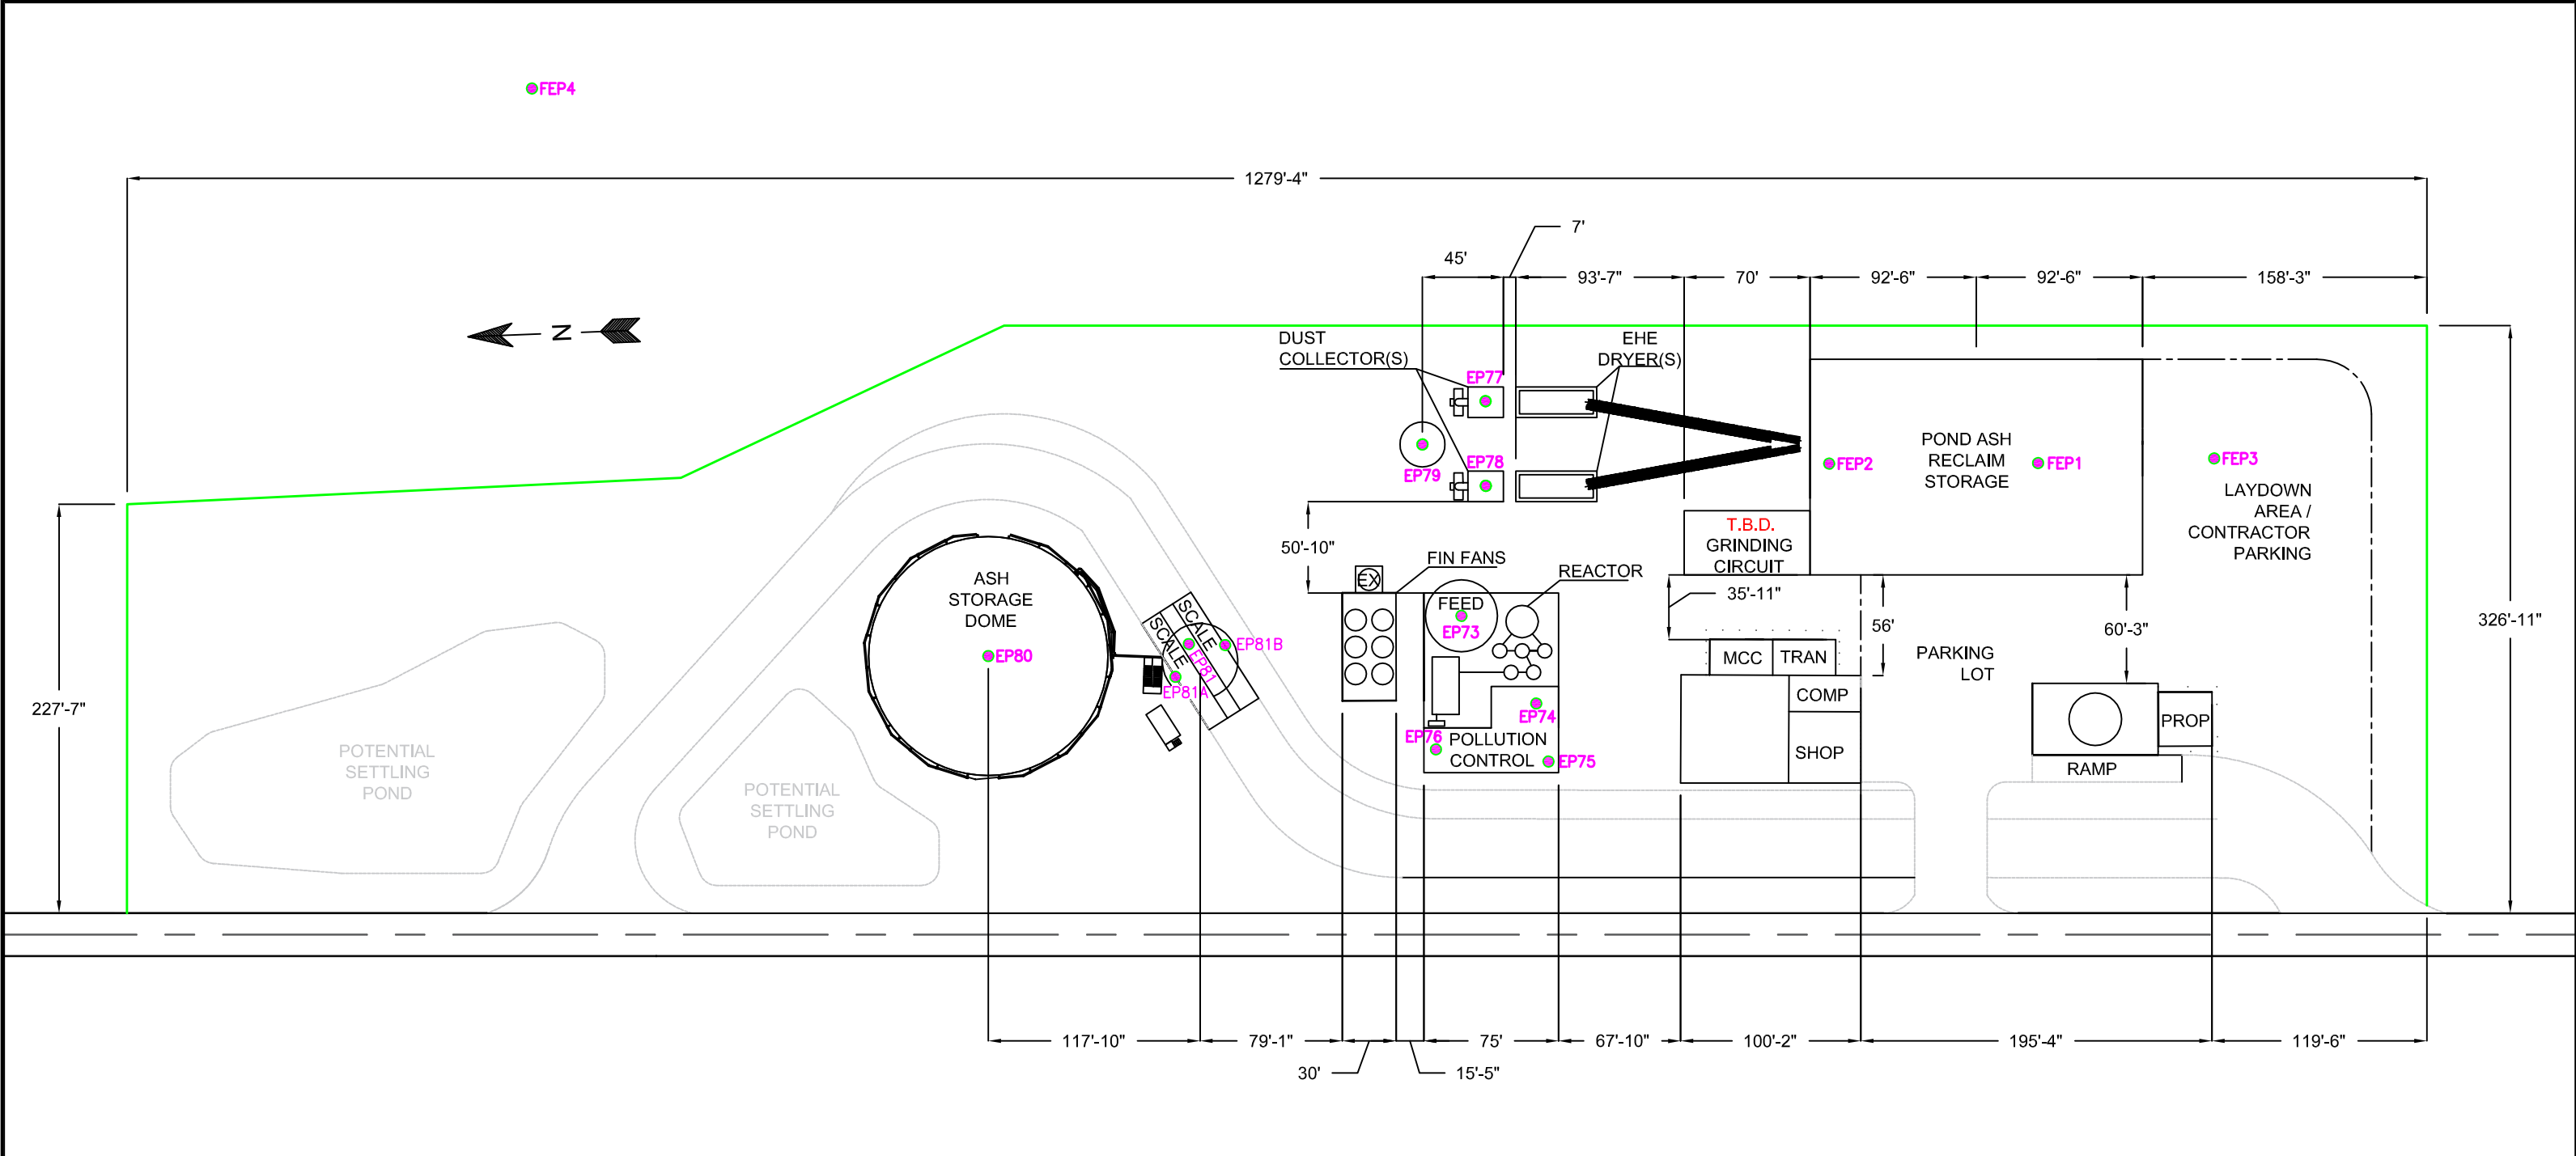 FEP4
1279'-4"
7'
45'
93'-7"
70'
92'-6"
92'-6"
158'-3"
N
DUST
COLLECTOR(S)
EHE
DRYER(S)
EP77
EP79
EP78
FEP2
POND ASH
RECLAIM
STORAGE
FEP1
FEP3
LAYDOWN
AREA /
CONTRACTOR
PARKING
T.B.D.
GRINDING
CIRCUIT
50'-10"
FIN FANS
REACTOR
EX
FEED
EP73
35'-11"
56'
60'-3"
326'-11"
ASH
STORAGE
DOME
EP80
SCALE
SCALE
EP81
EP81B
EP81A
MCC
TRAN
PARKING
LOT
COMP
SHOP
PROP
RAMP
EP74
EP76
POLLUTION
CONTROL
EP75
227'-7"
POTENTIAL
SETTLING
POND
POTENTIAL
SETTLING
POND
117'-10"
79'-1"
30'
15'-5"
75'
67'-10"
100'-2"
195'-4"
119'-6"